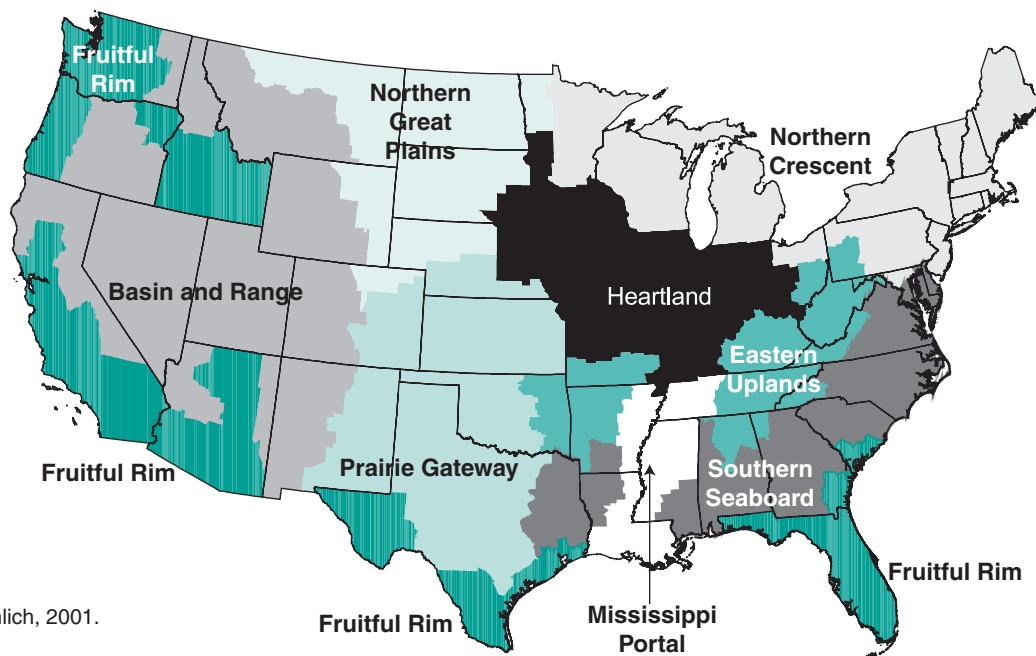 Fruitful
Rim
Northern
Great
Plains
Northern
Crescent
Basin and Range
Heartland
Eastern
Uplands
Fruitful Rim
Prairie Gateway
Southern
Seaboard
Fruitful Rim
Mississippi
Portal
Fruitful Rim
lich, 2001.